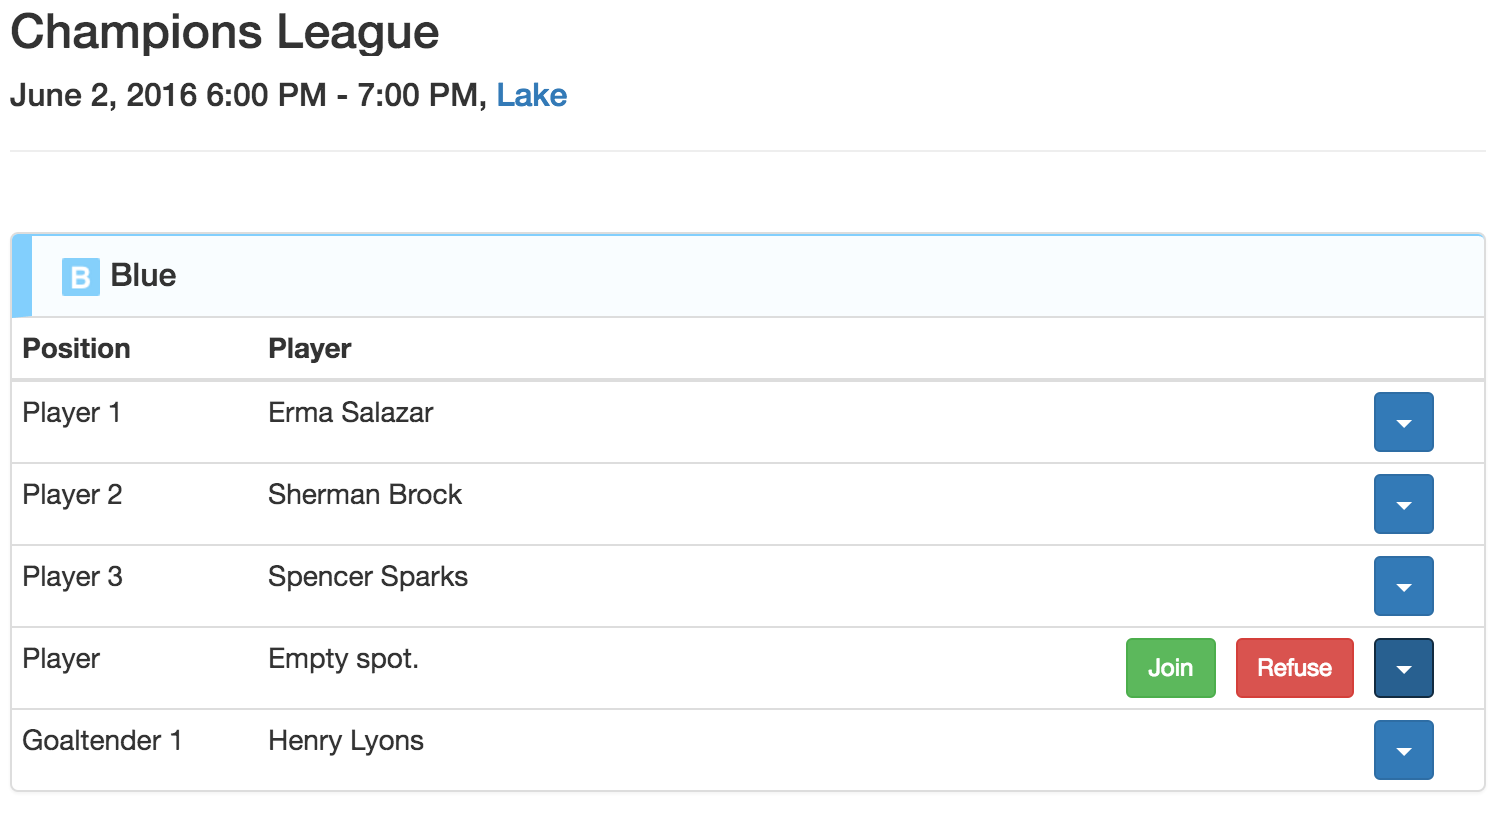 Champions League
June 2, 2016 6:00 PM - 7:00 PM, Lake
B Blue
Position Player
Player 1 Erma Salazar
Player 2 Sherman Brock
Player 3 Spencer Sparks
Player Empty spot. Join Refuse
Goaltender 1 Henry Lyons